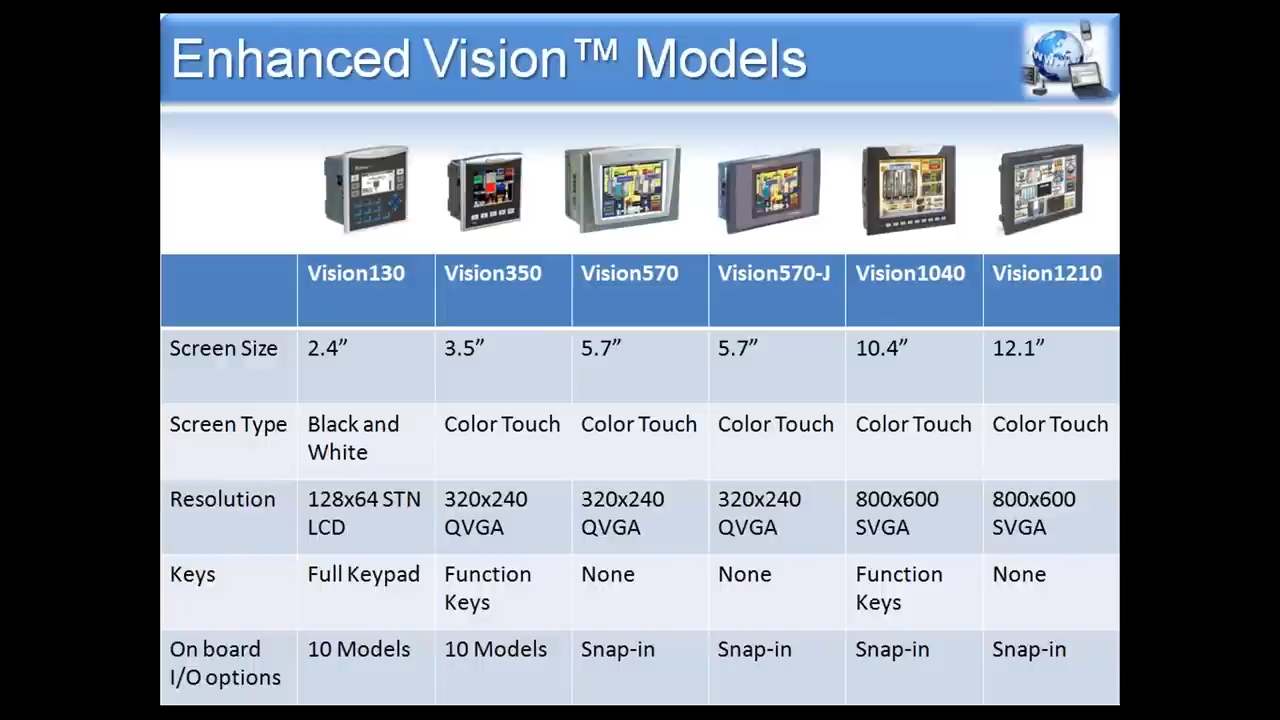 Enhanced Vision™ Models
Vision130 Vision350 Vision570 Vision570-J Vision1040 Vision1210
Screen Size 2.4” 3.5” 5.7” 5.7” 10.4” 12.1”
Screen Type Black and Color Touch Color Touch Color Touch Color Touch Color Touch
White
Resolution 128x64 STN 320x240 320x240 320x240 800x600 800x600
LCD QVGA QVGA QVGA SVGA SVGA
Keys Full Keypad Function None None Function None
Keys Keys
On board 10 Models 10 Models Snap-in Snap-in Snap-in Snap-in
I/O options